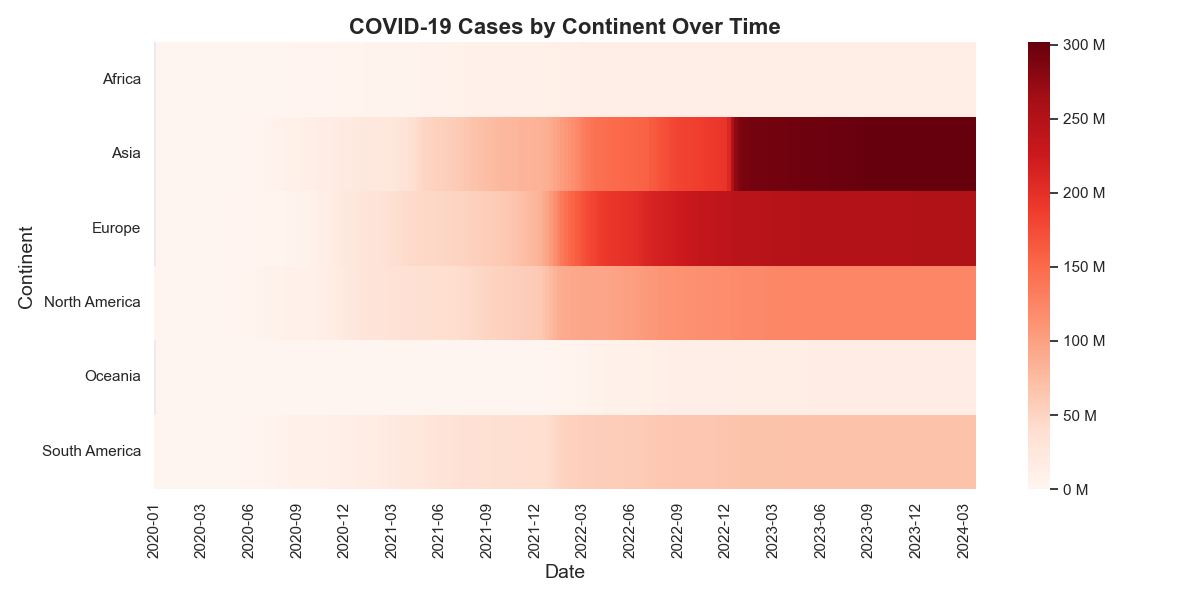 COVID-19 Cases by Continent Over Time
Continent
Africa
Asia
Europe
North America
Oceania
South America
2020-01
2020-03
2020-06
2020-09
2020-12
2021-03
2021-06
2021-09
2021-12
2022-03
2022-06
2022-09
2022-12
2023-03
2023-06
2023-09
2023-12
2024-03
Date
300 M
250 M
200 M
150 M
100 M
50 M
0 M